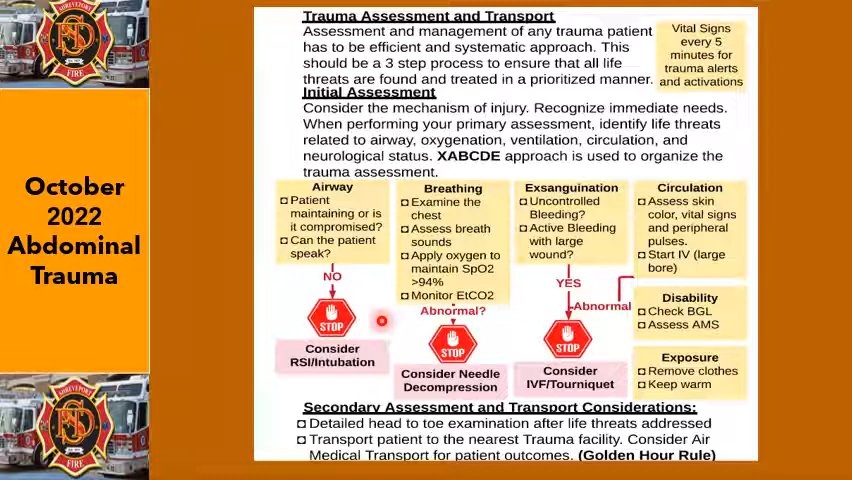 SHREVEPORT
FIRE
October
2022
Abdominal
Trauma
SHREVEPORT
FIRE
Trauma Assessment and Transport
Assessment and management of any trauma patient
has to be efficient and systematic approach. This
should be a 3 step process to ensure that all life
threats are found and treated in a prioritized manner.
Vital Signs
every 5
minutes for
trauma alerts
and activations
Initial Assessment
Consider the mechanism of injury. Recognize immediate needs.
When performing your primary assessment, identify life threats
related to airway, oxygenation, ventilation, circulation, and
neurological status. XABCDE approach is used to organize the
trauma assessment.
Airway
Patient
maintaining or is
it compromised?
Can the patient
speak?
NO
STOP
Consider
RSI/Intubation
Breathing
Examine the
chest
Assess breath
sounds
Apply oxygen to
maintain SpO2
>94%
Monitor EtCO2
Abnormal?
STOP
Consider Needle
Decompression
Exsanguination
Uncontrolled
Bleeding?
Active Bleeding
with large
wound?
YES
STOP
Consider
IVF/Tourniquet
Circulation
Assess skin
color, vital signs
and peripheral
pulses.
Start IV (large
bore)
Abnormal
Disability
Check BGL
Assess AMS
Exposure
Remove clothes
Keep warm
Secondary Assessment and Transport Considerations:
Detailed head to toe examination after life threats addressed
Transport patient to the nearest Trauma facility. Consider Air
Medical Transport for patient outcomes. (Golden Hour Rule)